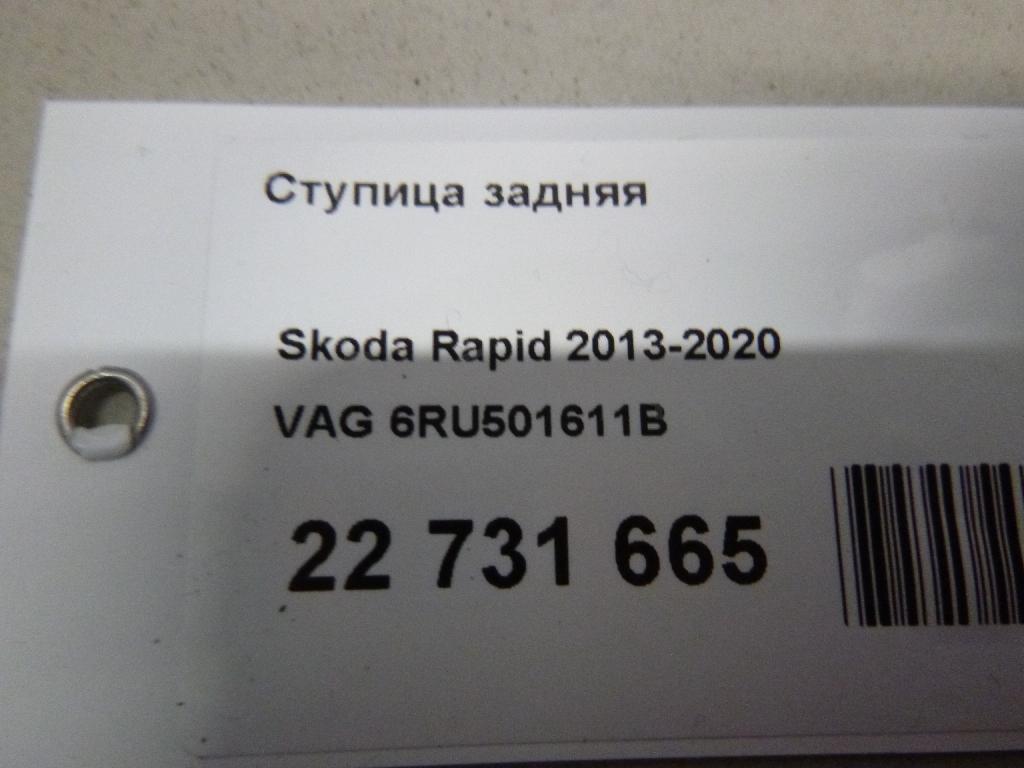 Ступица задняя
Skoda Rapid 2013-2020
VAG 6RU501611B
22 731 665